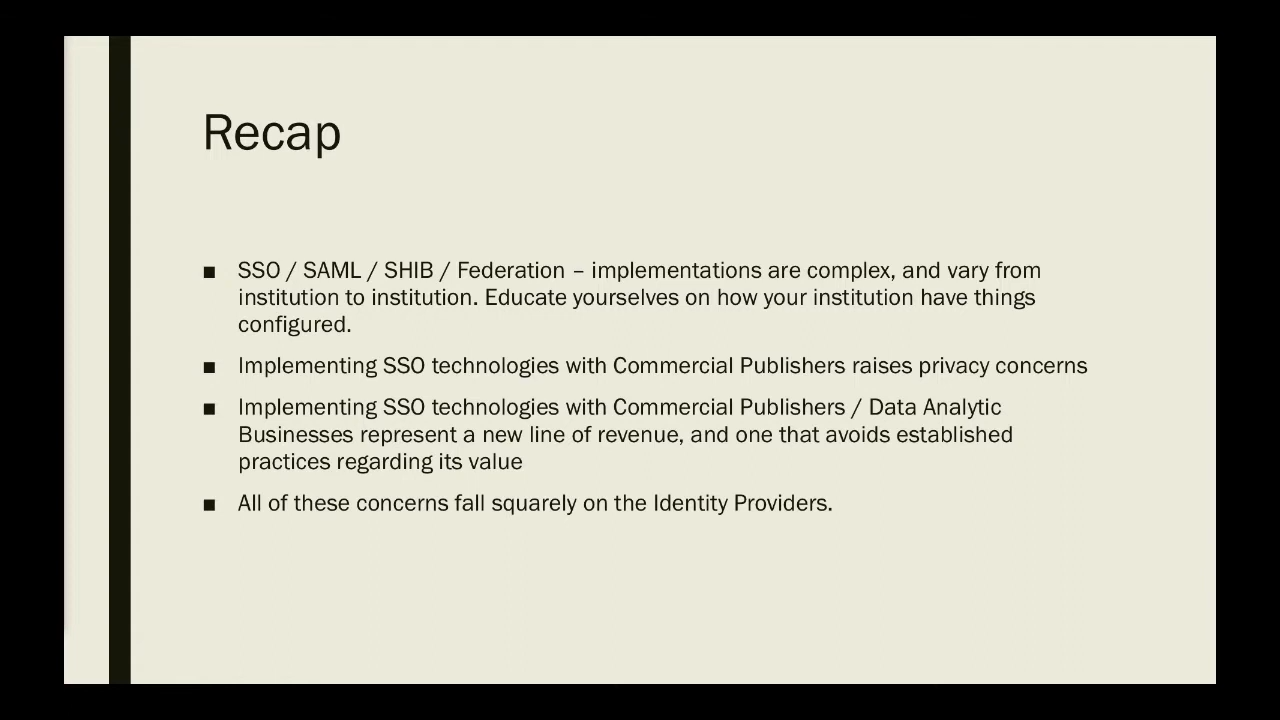 Recap
■ SSO / SAML / SHIB / Federation – implementations are complex, and vary from
institution to institution. Educate yourselves on how your institution have things
configured.
■ Implementing SSO technologies with Commercial Publishers raises privacy concerns
■ Implementing SSO technologies with Commercial Publishers / Data Analytic
Businesses represent a new line of revenue, and one that avoids established
practices regarding its value
■ All of these concerns fall squarely on the Identity Providers.